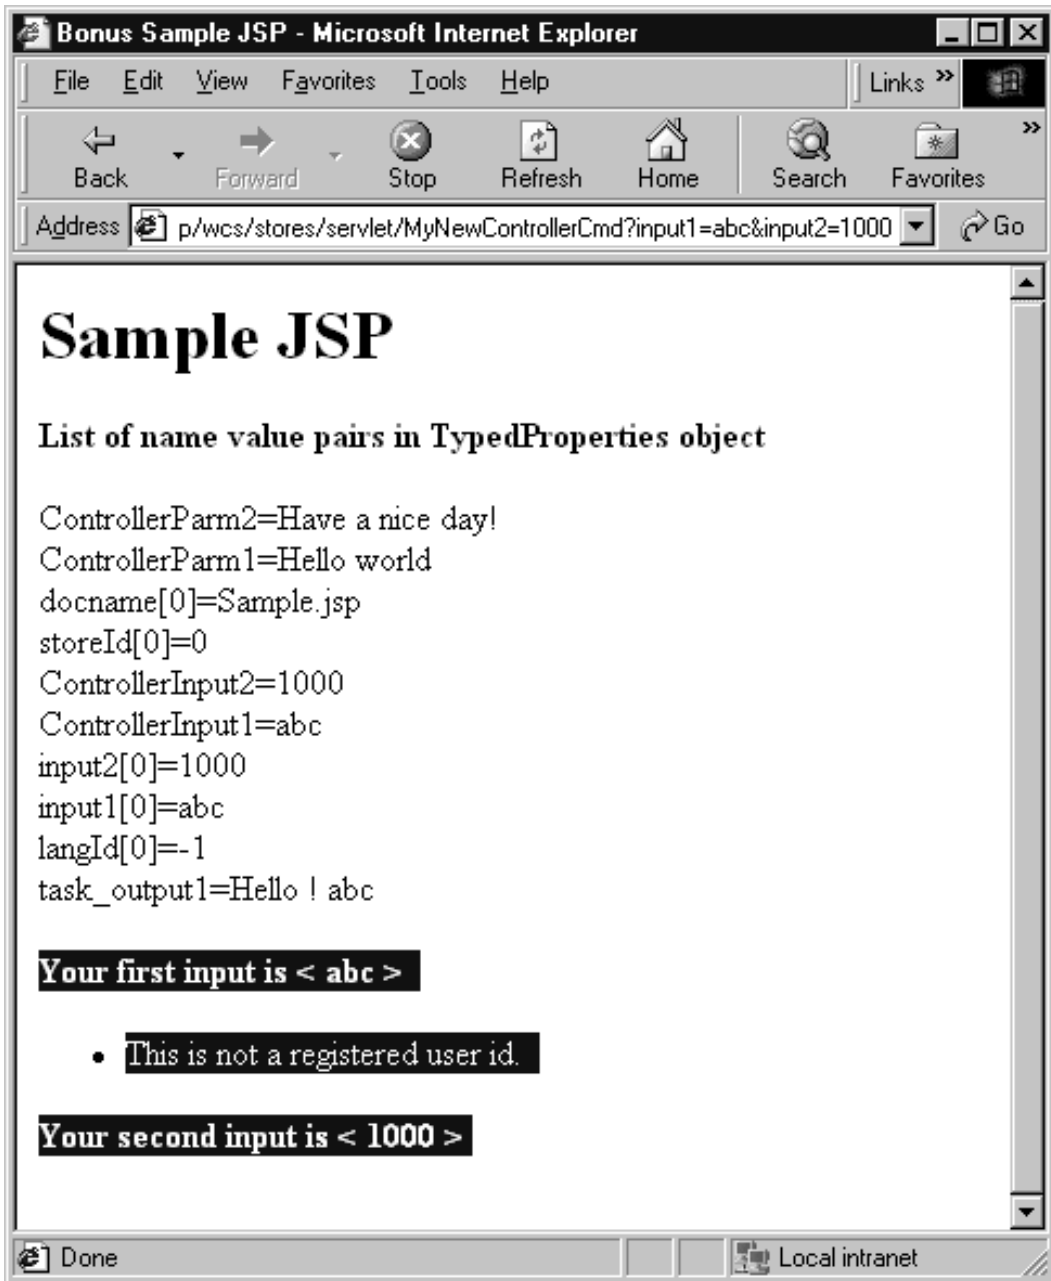 Bonus Sample JSP - Microsoft Internet Explorer
File Edit View Favorites Tools Help Links »
Back Forward Stop Refresh Home Search Favorites »
Address p/wcs/stores/servlet/MyNewControllerCmd?input1=abc&input2=1000 Go
Sample JSP
List of name value pairs in TypedProperties object
ControllerParm2=Have a nice day!
ControllerParm1=Hello world
docname[0]=Sample.jsp
storeId[0]=0
ControllerInput2=1000
ControllerInput1=abc
input2[0]=1000
input1[0]=abc
langId[0]=-1
task_output1=Hello ! abc
Your first input is < abc >
• This is not a registered user id.
Your second input is < 1000 >
Done Local intranet